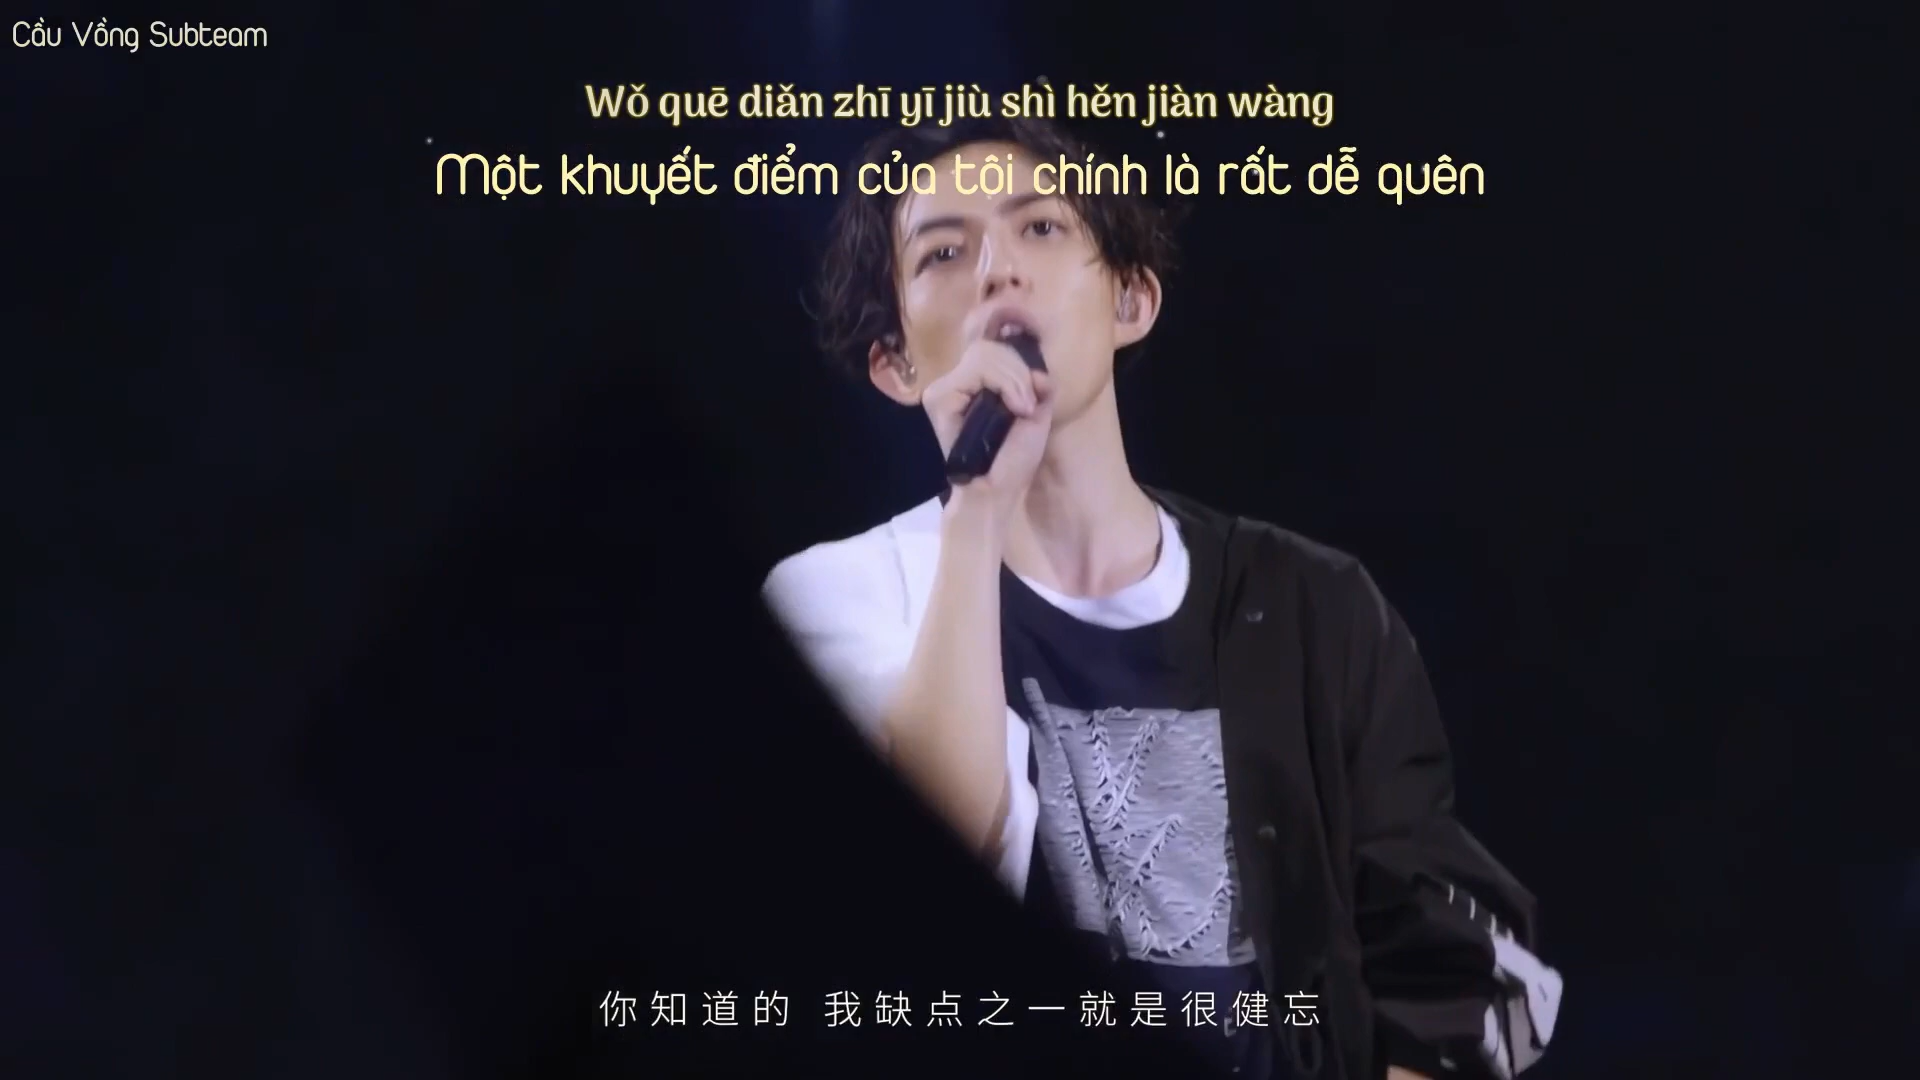 Cầu Vồng Subteam
Wǒ quē diǎn zhī yī jiù shì hěn jiàn wàng
Một khuyết điểm của tội chính là rất dễ quên
你知道的 我缺点之一就是很健忘